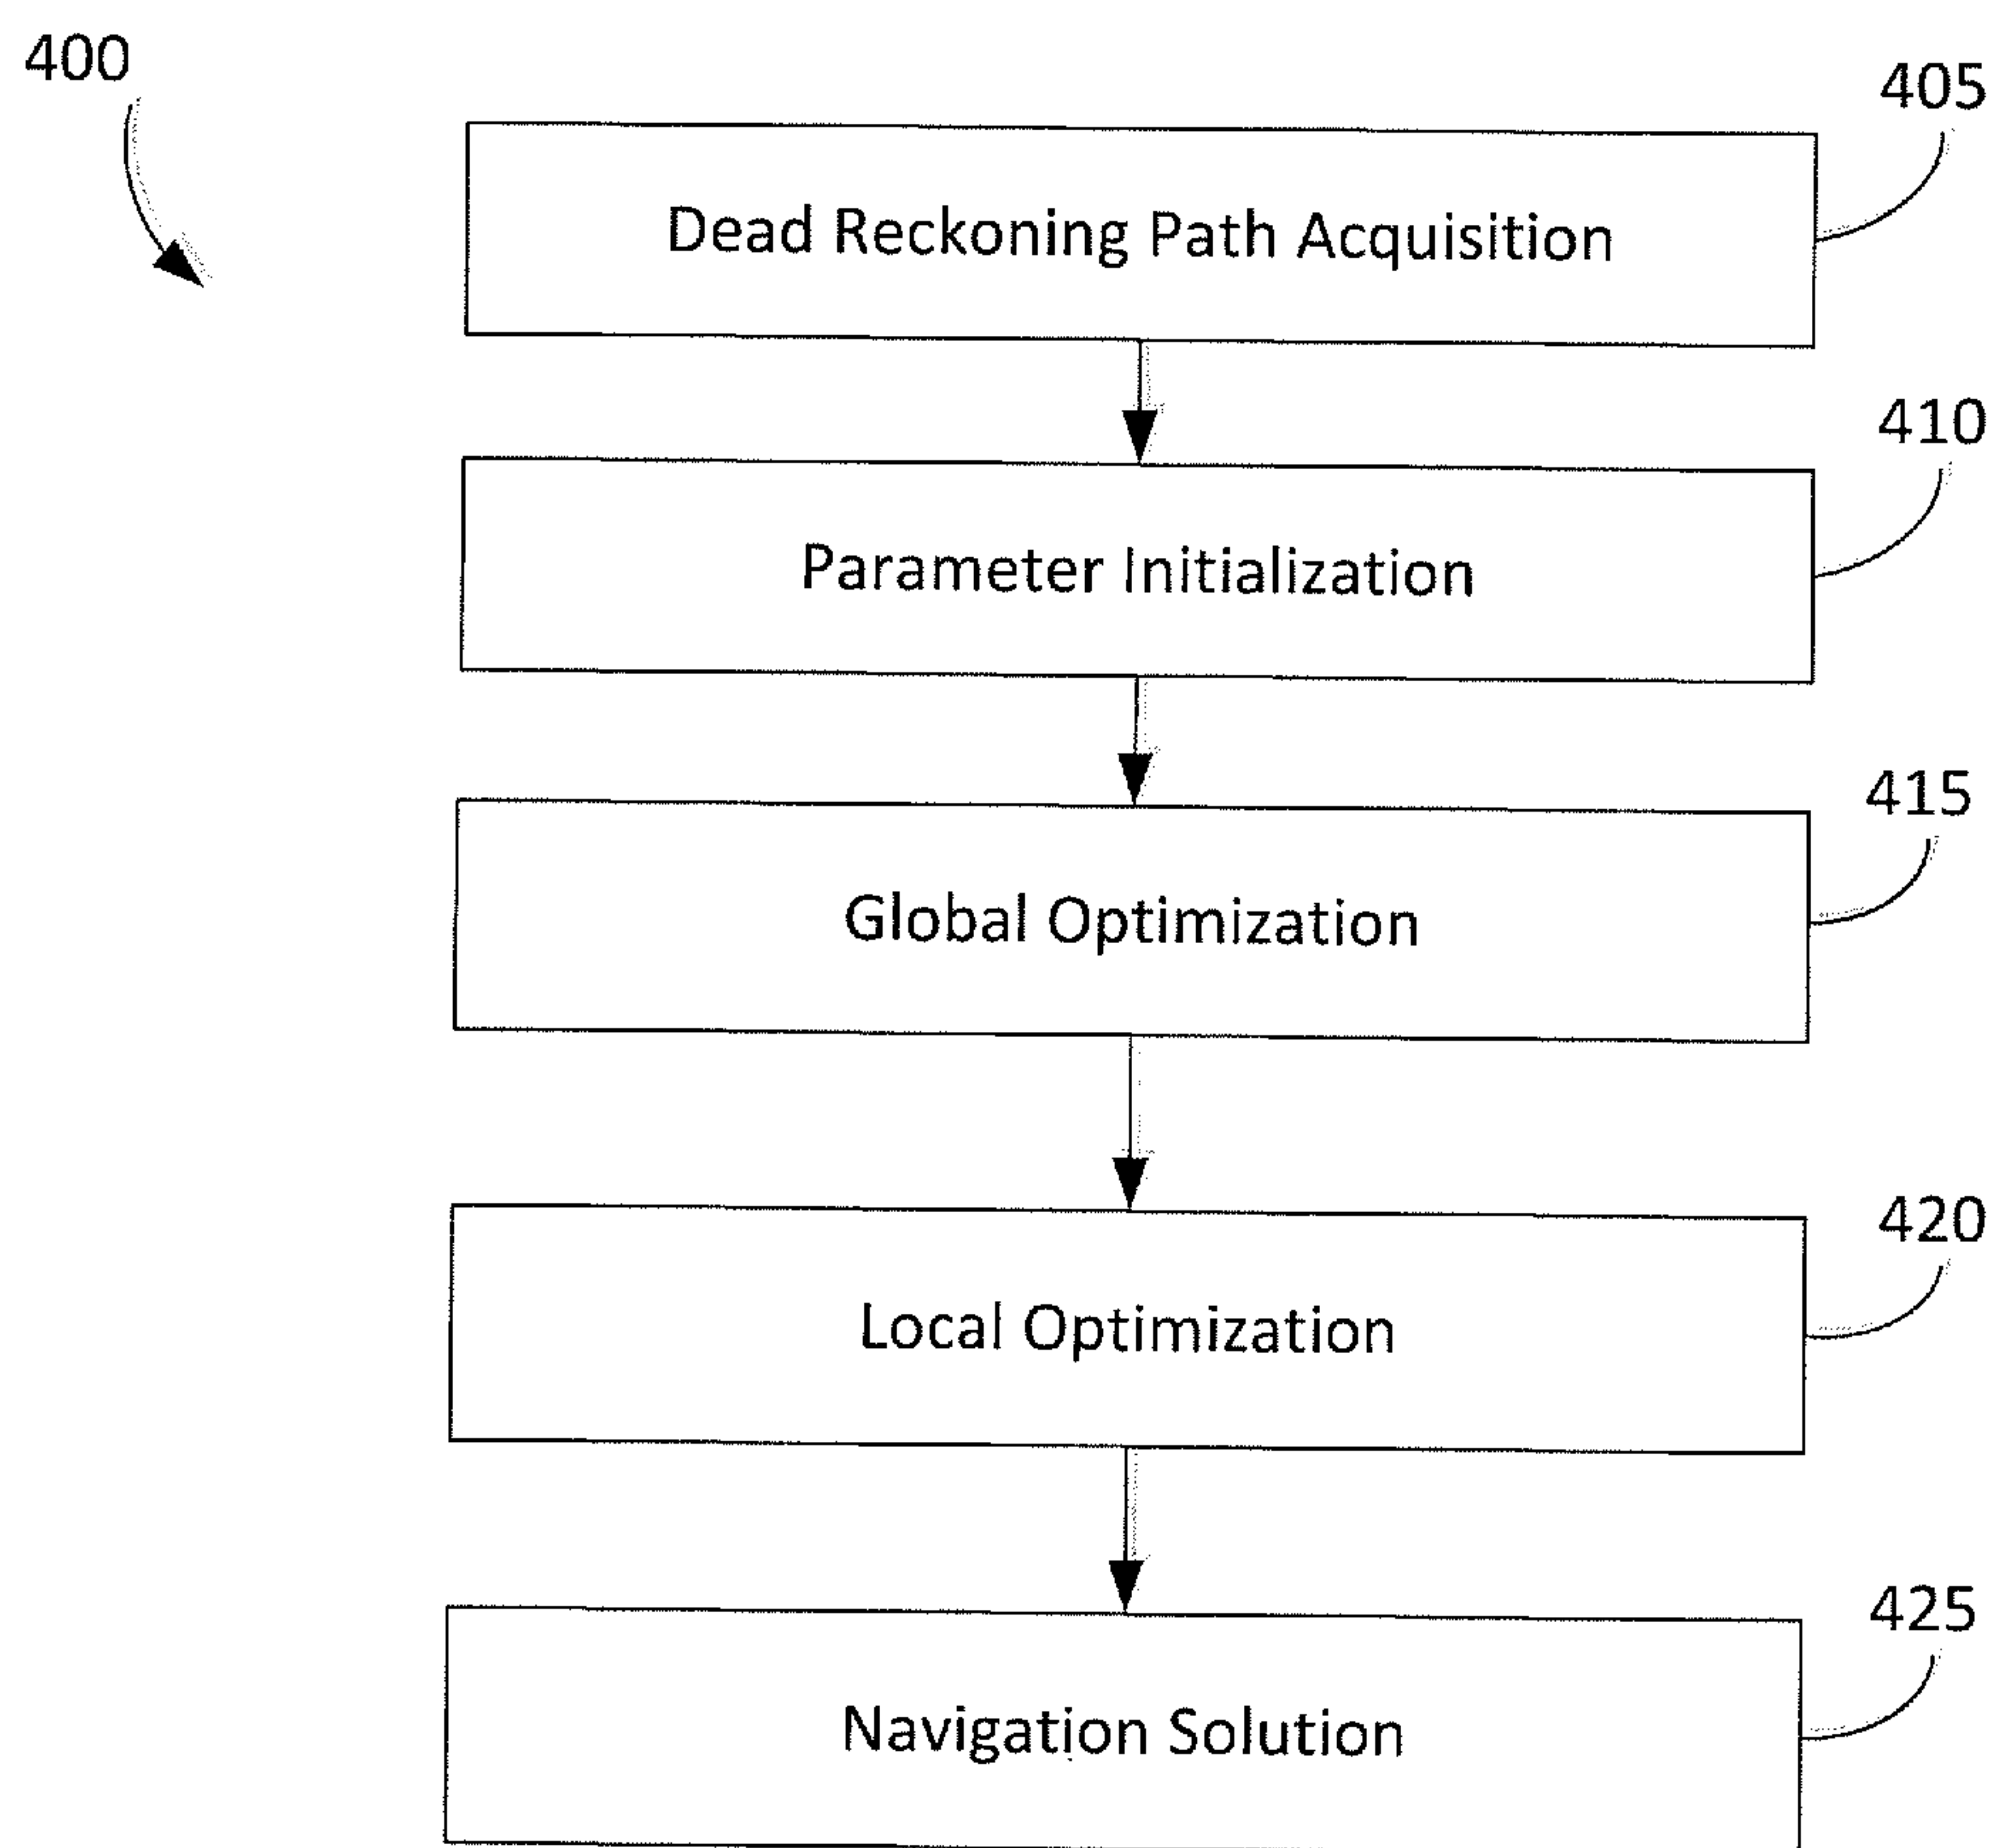 400
405
Dead Reckoning Path Acquisition
410
Parameter Initialization
415
Global Optimization
420
Local Optimization
425
Navigation Solution